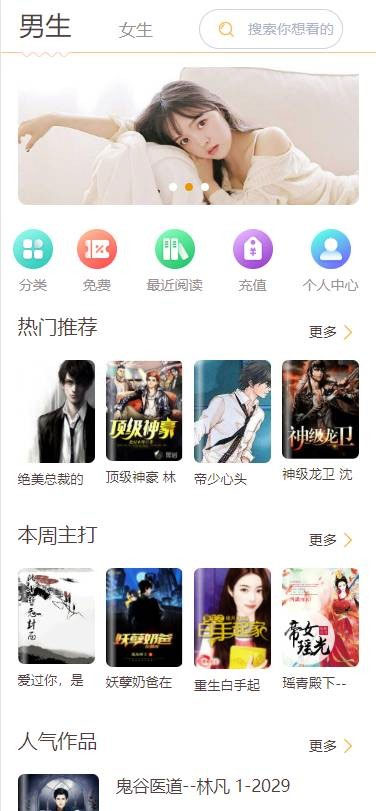 男生
女生
搜索你想看的
分类
免费
最近阅读
充值
个人中心
热门推荐
更多
顶级神豪
神级龙卫
绝美总裁的
顶级神豪 林
帝少心头
神级龙卫 沈
本周主打
更多
妖孽奶爸
白手起家
帝女
瑶光
爱过你，是
妖孽奶爸在
重生白手起
瑶青殿下--
人气作品
更多
鬼谷医道--林凡 1-2029